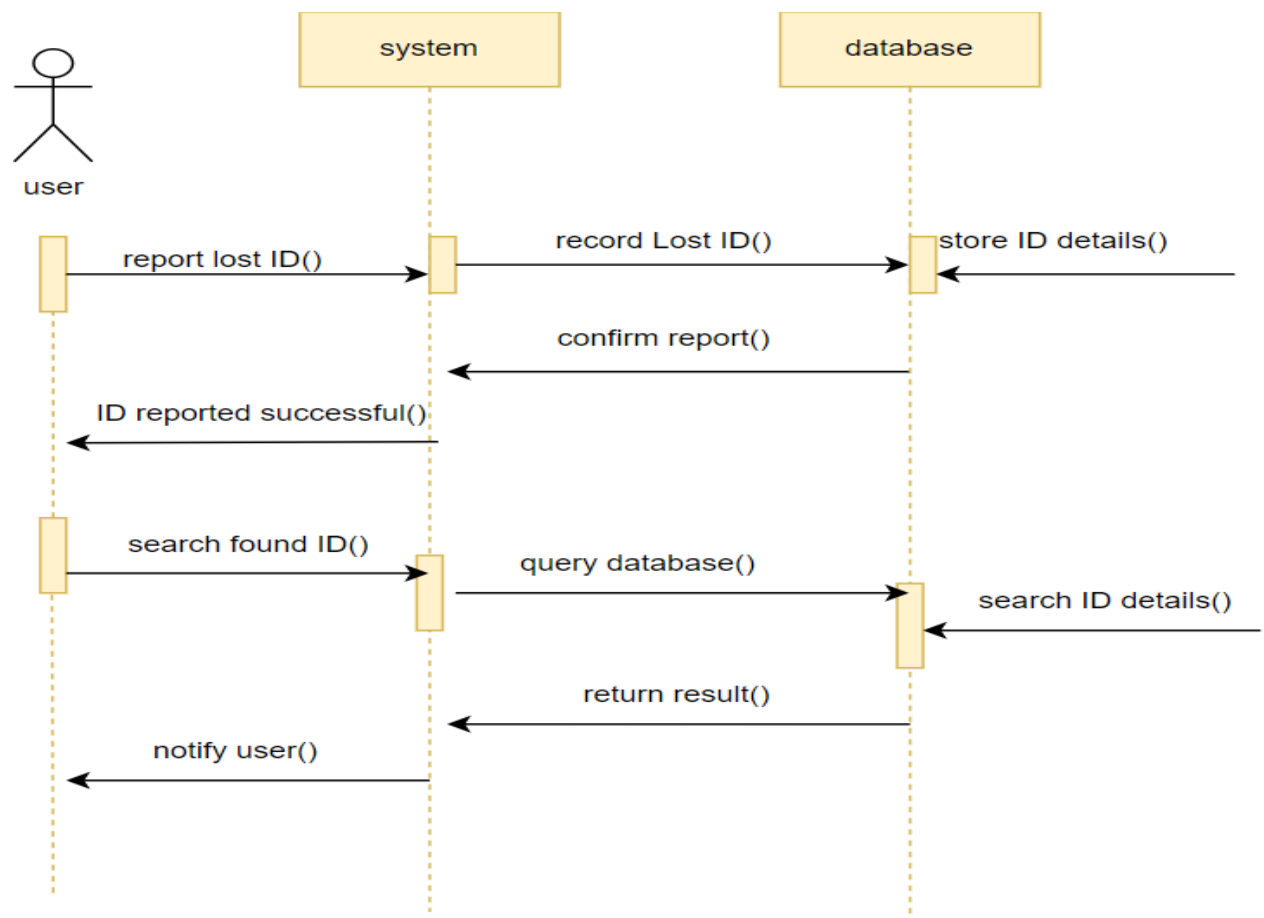 system
database
user
report lost ID()
record Lost ID()
store ID details()
confirm report()
ID reported successful()
search found ID()
query database()
search ID details()
return result()
notify user()